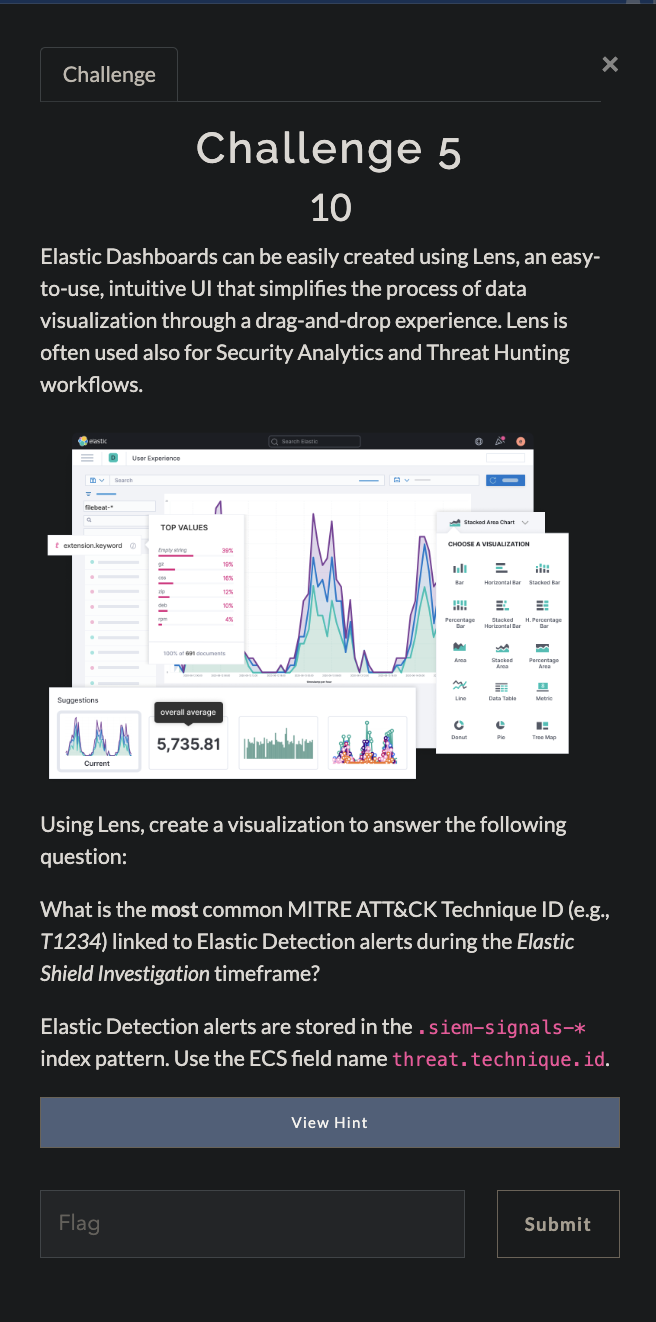 Challenge
×
Challenge 5
10
Elastic Dashboards can be easily created using Lens, an easy-
to-use, intuitive UI that simplifies the process of data
visualization through a drag-and-drop experience. Lens is
often used also for Security Analytics and Threat Hunting
workflows.
elastic
Search Elastic
D
User Experience
Search
filebeat-*
t extension.keyword
TOP VALUES
Empty string 38%
gz 19%
css 16%
zip 12%
deb 10%
rpm 4%
100% of 691 documents
Stacked Area Chart
CHOOSE A VISUALIZATION
Bar Horizontal Bar Stacked Bar
Percentage Bar Stacked Horizontal Bar H. Percentage Bar
Area Stacked Area Percentage Area
Line Data Table Metric
Donut Pie Tree Map
Suggestions
overall average
5,735.81
Current
Using Lens, create a visualization to answer the following
question:
What is the most common MITRE ATT&CK Technique ID (e.g.,
T1234) linked to Elastic Detection alerts during the Elastic
Shield Investigation timeframe?
Elastic Detection alerts are stored in the .siem-signals-*
index pattern. Use the ECS field name threat.technique.id.
View Hint
Flag
Submit